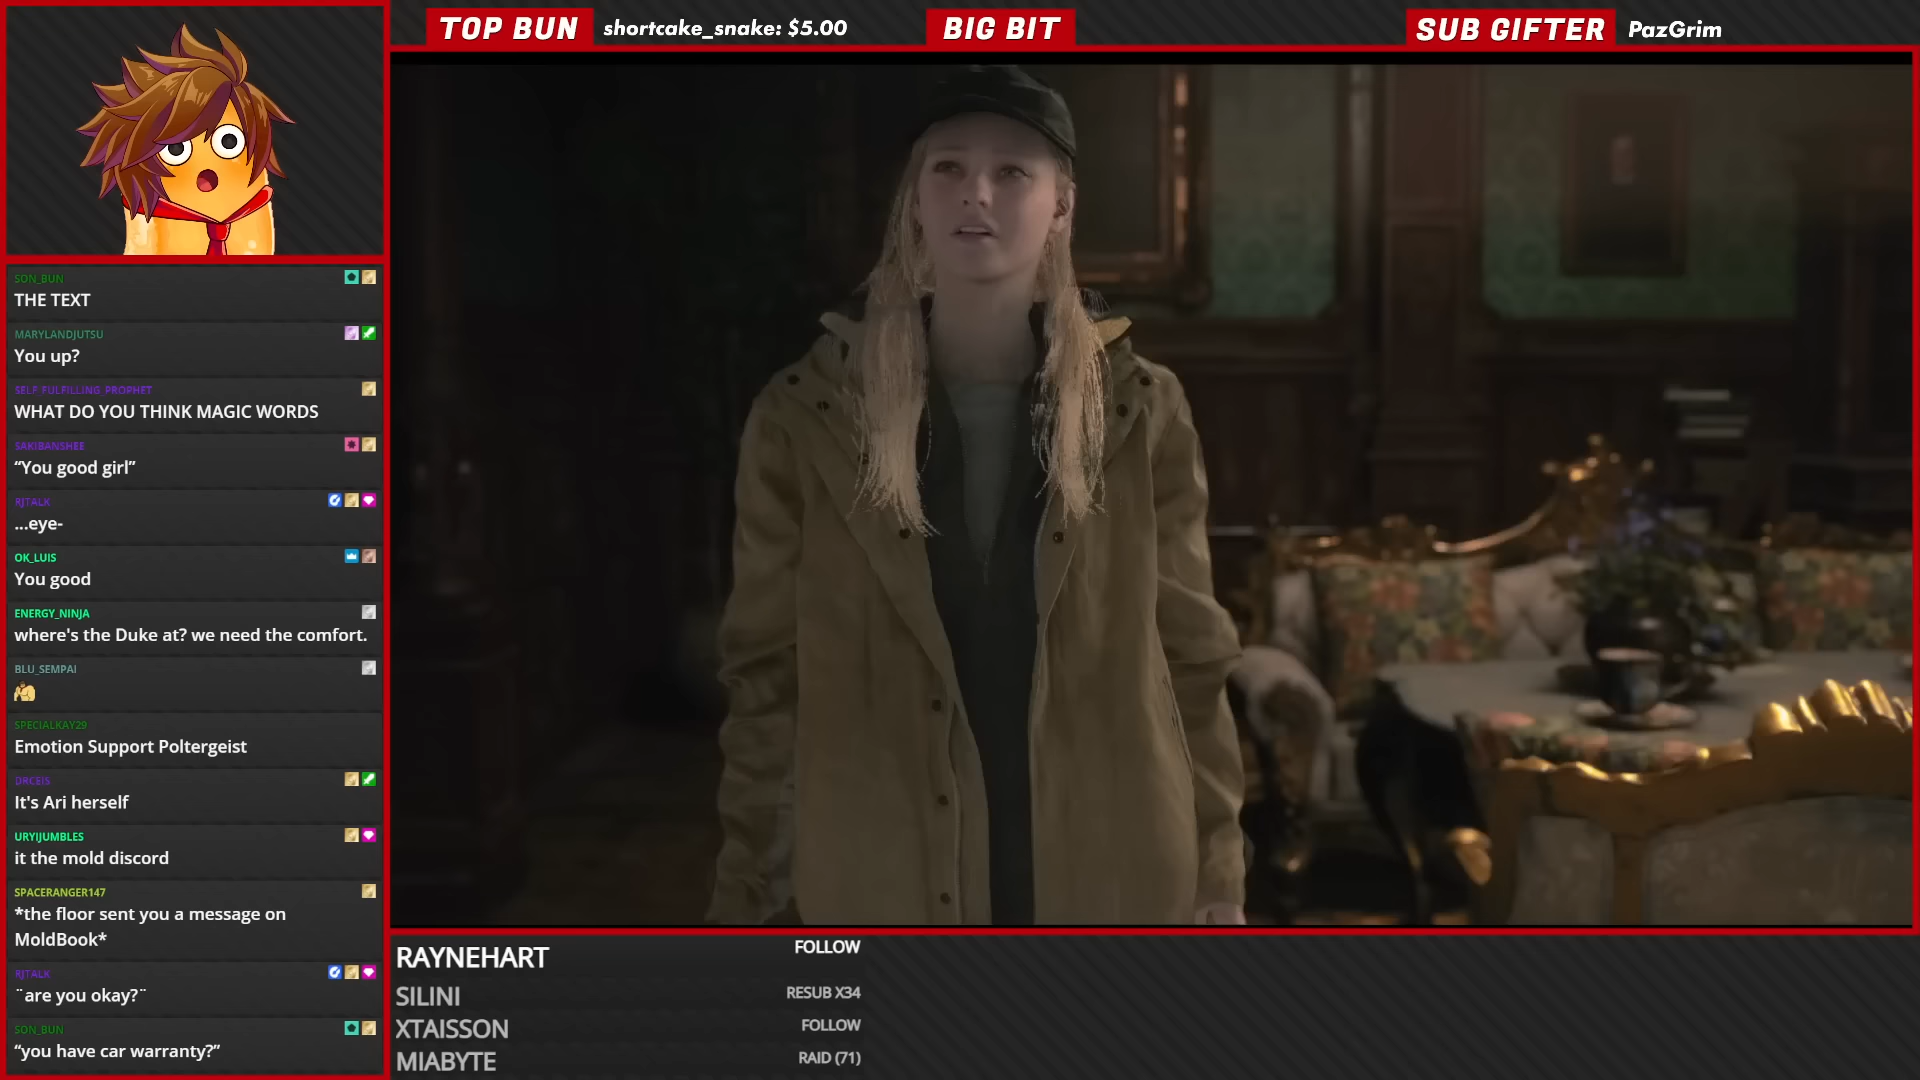 TOP BUN shortcake_snake: $5.00 BIG BIT SUB GIFTER PazGrim
SON_BUN
THE TEXT
MARYLANDJUTSU
You up?
SELF_FULFILLING_PROPHET
WHAT DO YOU THINK MAGIC WORDS
SAKIBANSHEE
“You good girl”
RJTALK
...eye-
OK_LUIS
You good
ENERGY_NINJA
where's the Duke at? we need the comfort.
BLU_SEMPAI
SPECIALKAY29
Emotion Support Poltergeist
DRCEIS
It's Ari herself
URYIJUMBLES
it the mold discord
SPACERANGER147
*the floor sent you a message on
MoldBook*
RJTALK
¨are you okay?¨
SON_BUN
“you have car warranty?”
RAYNEHART FOLLOW
SILINI RESUB X34
XTAISSON FOLLOW
MIABYTE RAID (71)